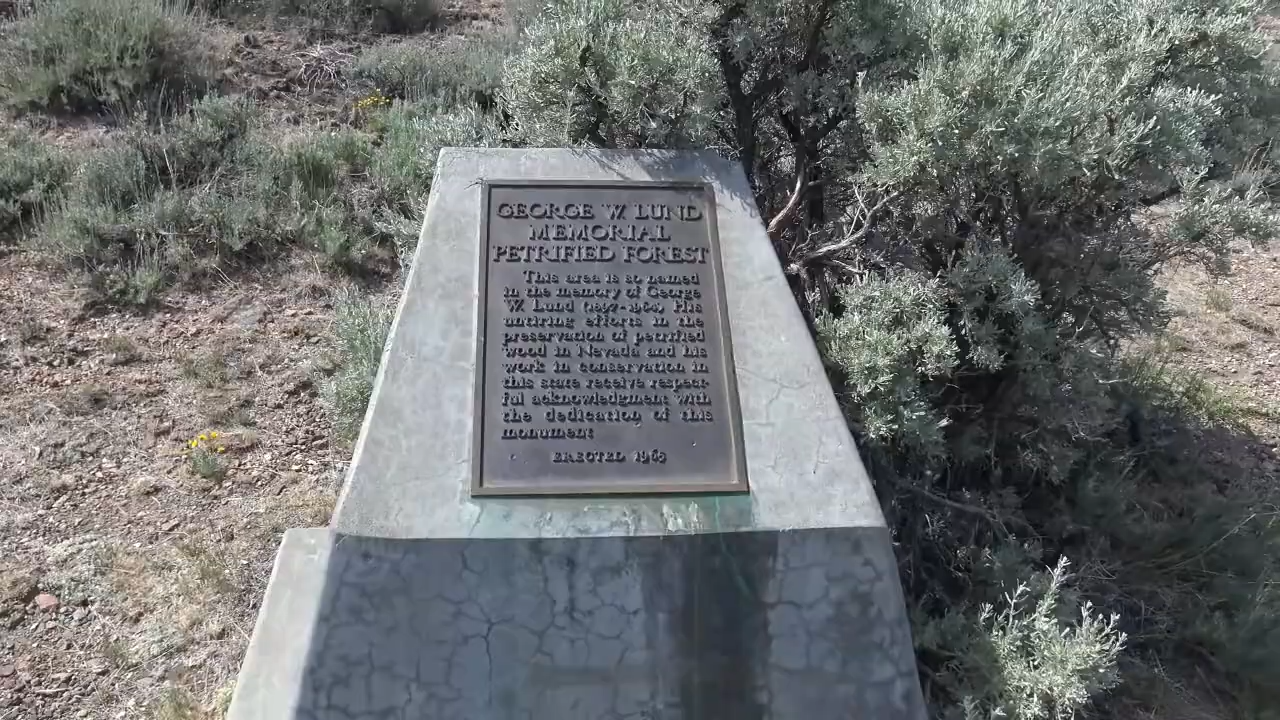 GEORGE W. LUND
MEMORIAL
PETRIFIED FOREST
This area is so named
in the memory of George
W. Lund His
untiring efforts in the
preservation of petrified
wood in Nevada and his
work in conservation in
this state receive respect-
ful acknowledgment with
the dedication of this
monument
ERECTED